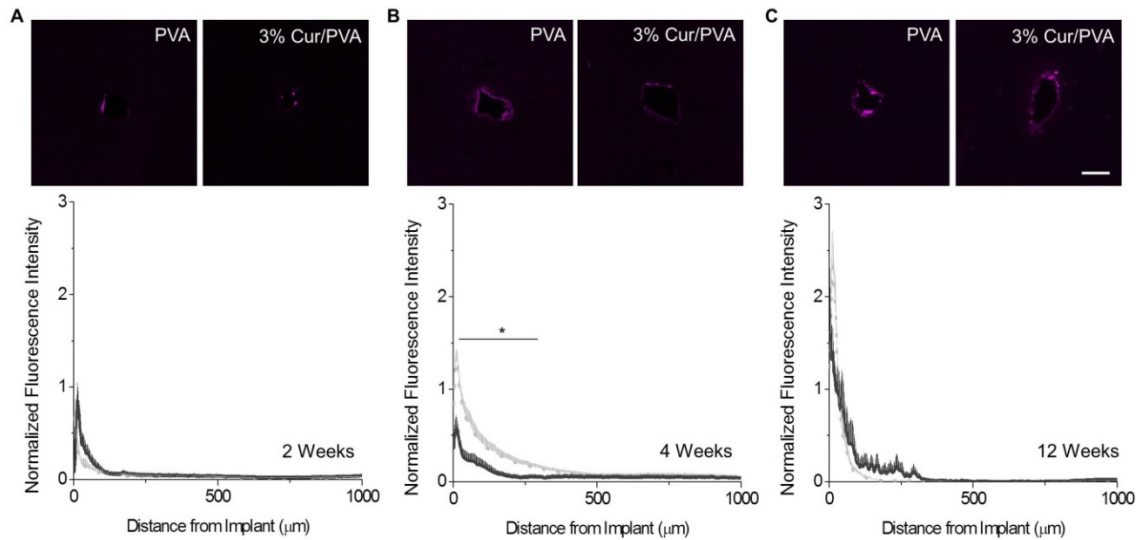 A
PVA
3% Cur/PVA
3
2
1
0
Normalized Fluorescence Intensity
2 Weeks
0
500
1000
Distance from Implant (μm)
B
PVA
3% Cur/PVA
3
2
1
0
Normalized Fluorescence Intensity
*
4 Weeks
0
500
1000
Distance from Implant (μm)
C
PVA
3% Cur/PVA
3
2
1
0
Normalized Fluorescence Intensity
12 Weeks
0
500
1000
Distance from Implant (μm)